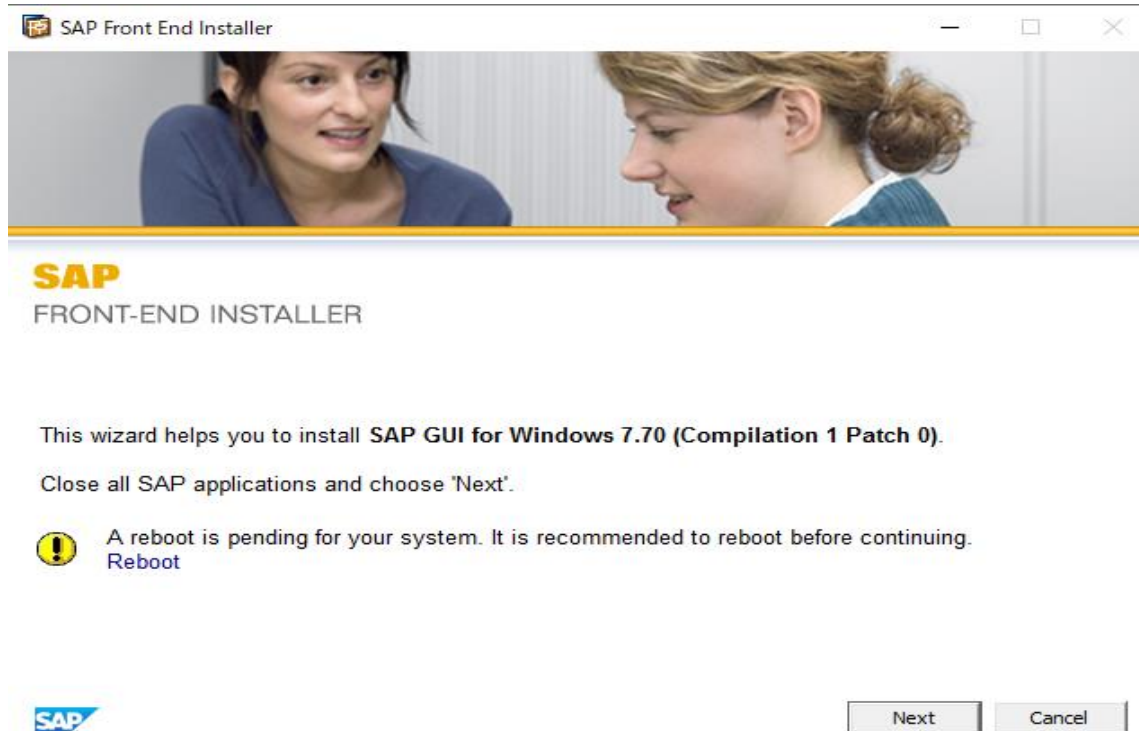 SAP Front End Installer
SAP
FRONT-END INSTALLER
This wizard helps you to install SAP GUI for Windows 7.70 (Compilation 1 Patch 0).
Close all SAP applications and choose 'Next'.
A reboot is pending for your system. It is recommended to reboot before continuing.
Reboot
SAP
Next
Cancel